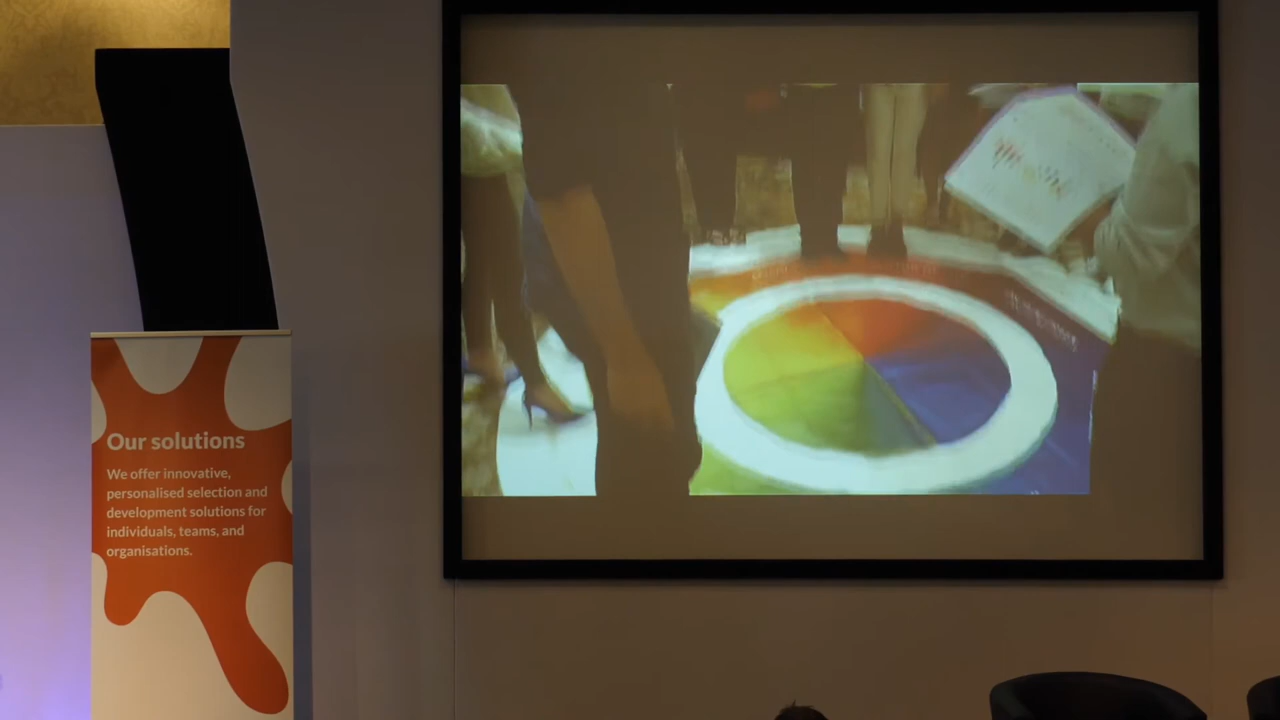 Our solutions
We offer innovative,
personalised selection and
development solutions for
individuals, teams, and
organisations.